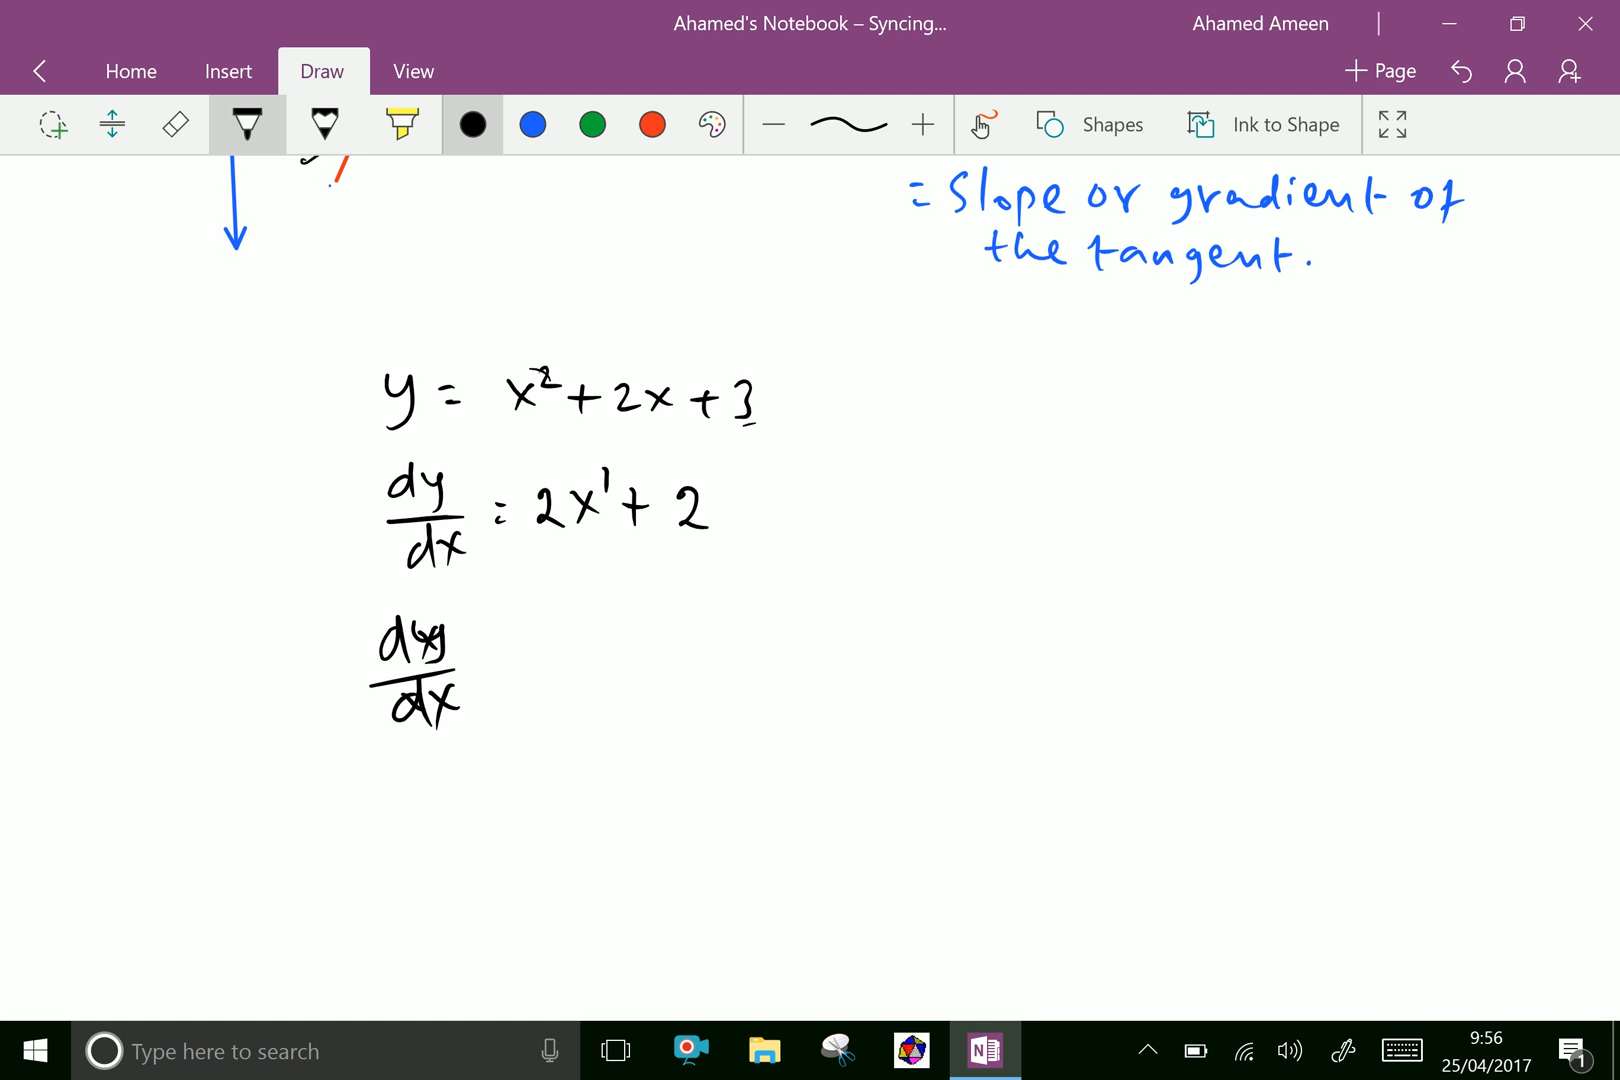 Ahamed's Notebook – Syncing...
Ahamed Ameen
Home
Insert
Draw
View
Page
Shapes
Ink to Shape
= Slope or gradient of
the tangent.
y = x² + 2x + 3
dy/dx = 2x¹ + 2
dy/dx
Type here to search
N
9:56
25/04/2017
1